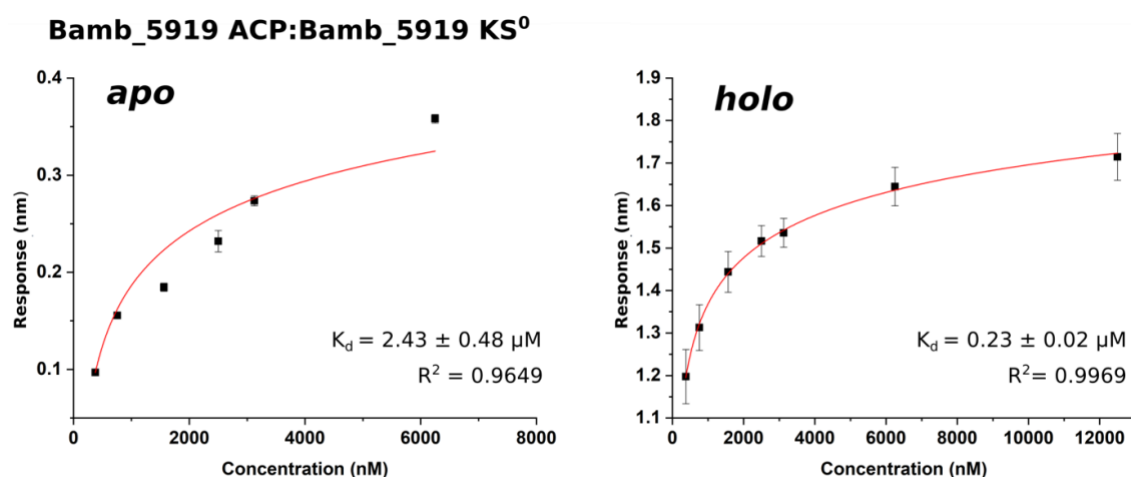 Bamb_5919 ACP:Bamb_5919 KS⁰
apo
Response (nm)
0.4
0.3
0.2
0.1
K_d = 2.43 ± 0.48 µM
R² = 0.9649
0 2000 4000 6000 8000
Concentration (nM)
holo
Response (nm)
1.9
1.8
1.7
1.6
1.5
1.4
1.3
1.2
1.1
K_d = 0.23 ± 0.02 µM
R²= 0.9969
0 2000 4000 6000 8000 10000 12000
Concentration (nM)